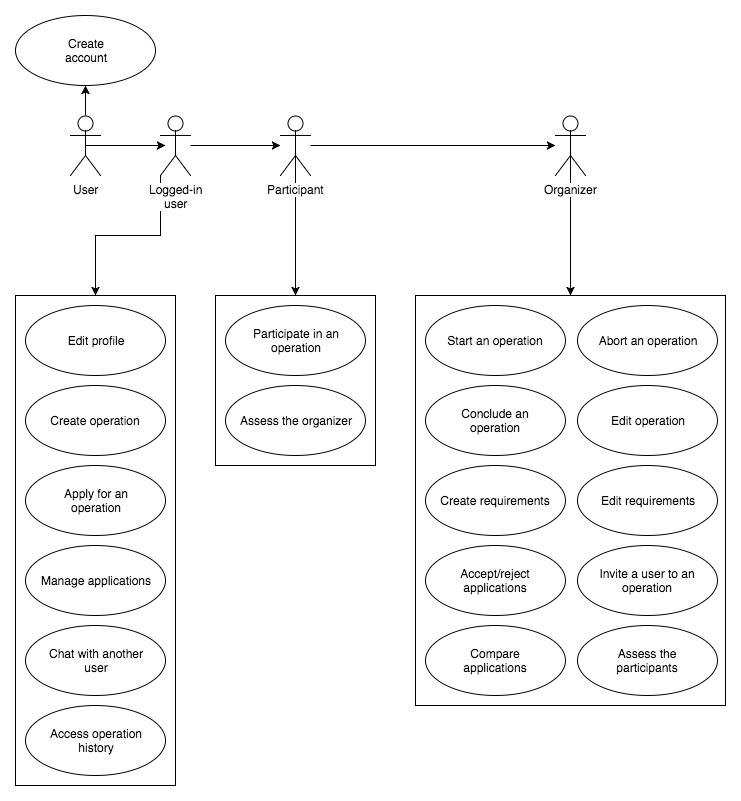 Create
account
User
Logged-in
user
Participant
Organizer
Edit profile
Create operation
Apply for an
operation
Manage applications
Chat with another
user
Access operation
history
Participate in an
operation
Assess the organizer
Start an operation
Abort an operation
Conclude an
operation
Edit operation
Create requirements
Edit requirements
Accept/reject
applications
Invite a user to an
operation
Compare
applications
Assess the
participants